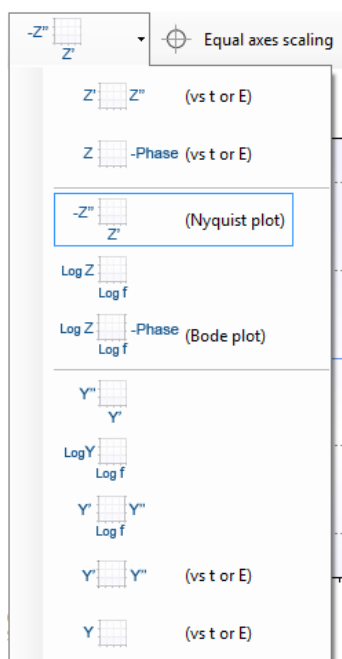 -Z" Equal axes scaling
Z'
Z' Z" (vs t or E)
Z -Phase (vs t or E)
-Z" (Nyquist plot)
Z'
Log Z
Log f
Log Z -Phase (Bode plot)
Log f
Y"
Y'
LogY
Log f
Y' Y"
Log f
Y' Y" (vs t or E)
Y (vs t or E)